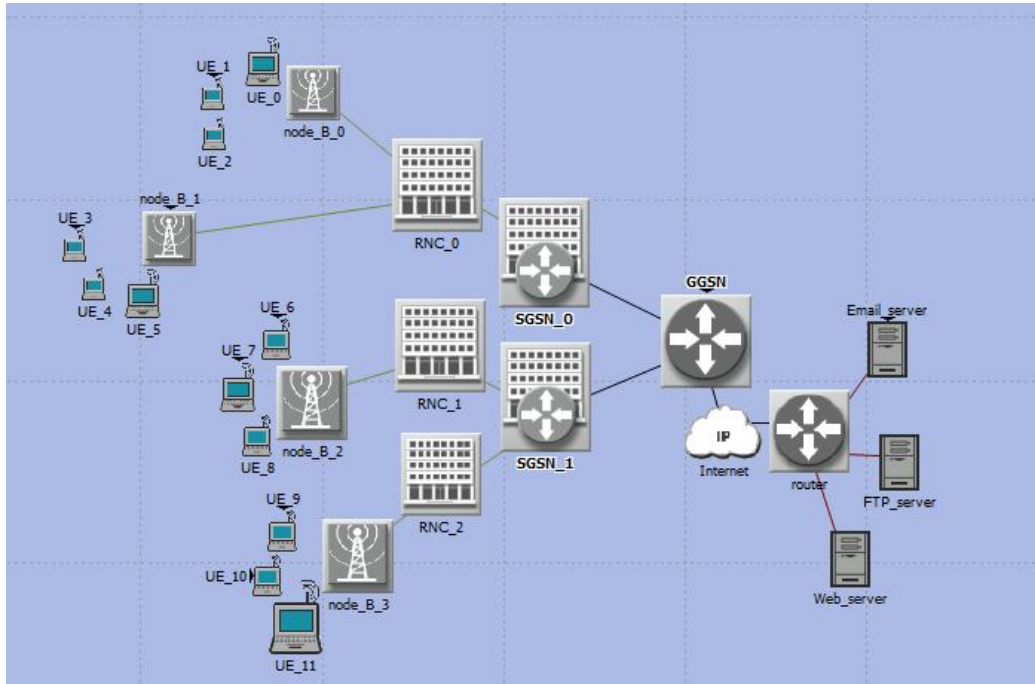 UE_1
UE_0
UE_2
node_B_0
node_B_1
UE_3
UE_4
UE_5
RNC_0
SGSN_0
GGSN
Email_server
UE_6
UE_7
UE_8
node_B_2
RNC_1
SGSN_1
IP
Internet
router
FTP_server
UE_9
UE_10
UE_11
node_B_3
RNC_2
Web_server